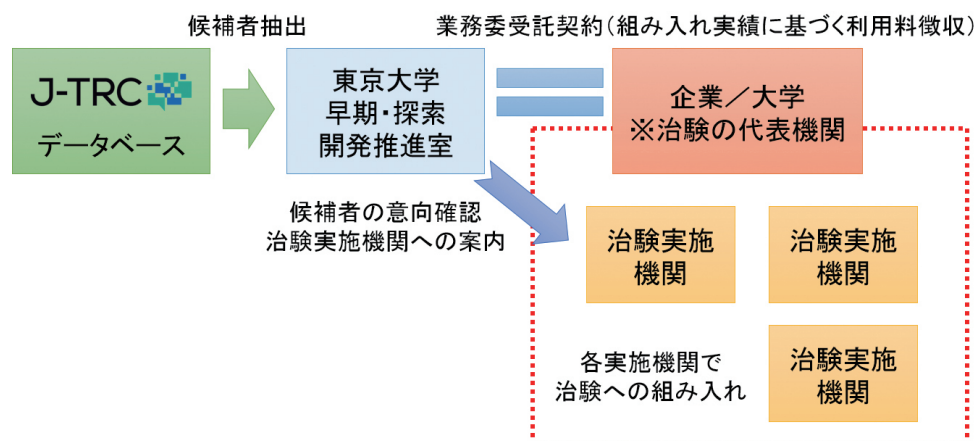 候補者抽出
業務委受託契約(組み入れ実績に基づく利用料徴収)
J-TRC
データベース
東京大学
早期・探索
開発推進室
企業／大学
※治験の代表機関
候補者の意向確認
治験実施機関への案内
治験実施
機関
治験実施
機関
各実施機関で
治験への組み入れ
治験実施
機関